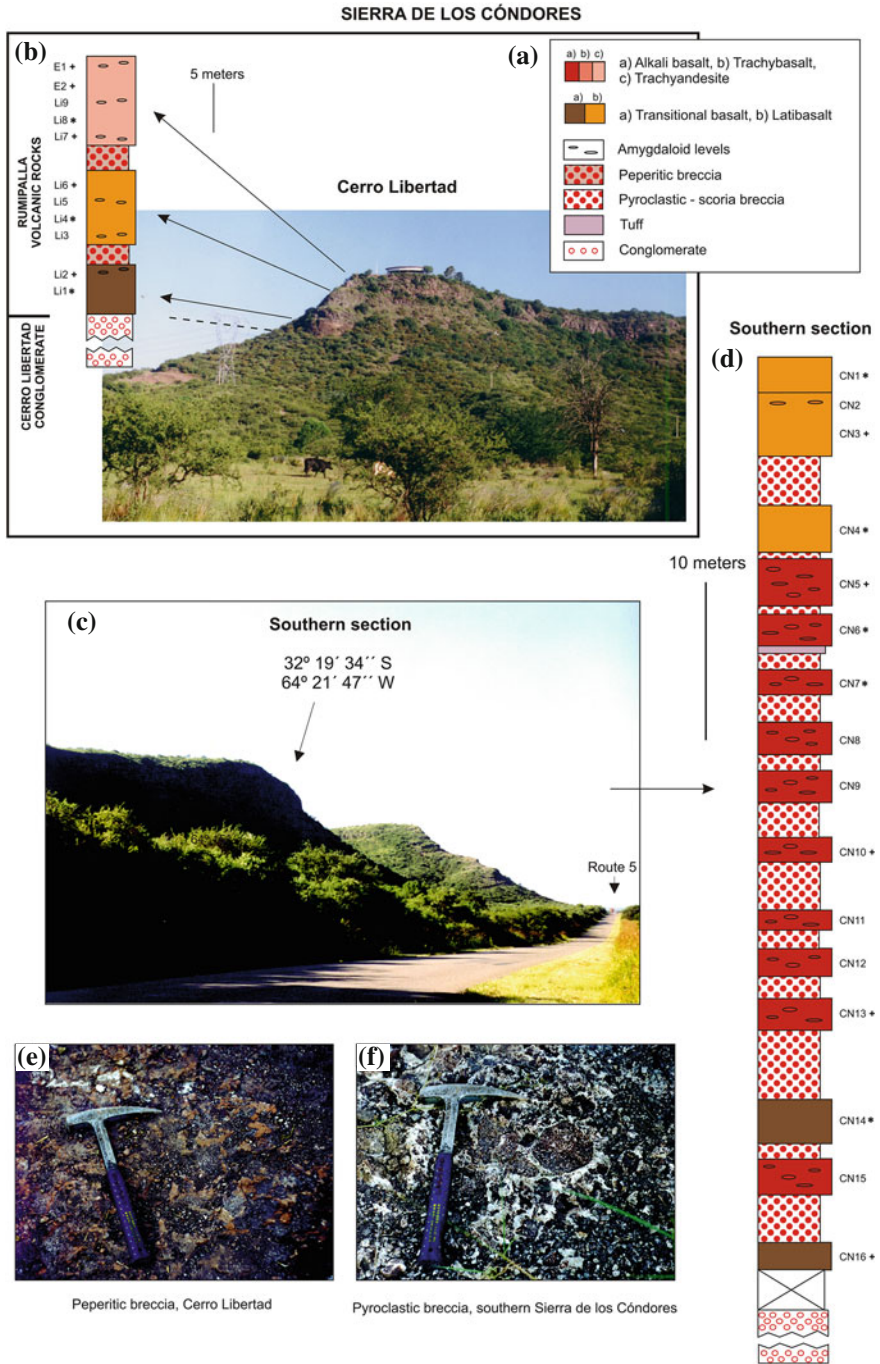 SIERRA DE LOS CÓNDORES
(b)
5 meters
E1 +
E2 +
Li9
Li8 *
Li7 +
Li6 +
Li5
Li4 *
Li3
Li2 +
Li1 *
RUMIPALLA
VOLCANIC ROCKS
CERRO LIBERTAD
CONGLOMERATE
Cerro Libertad
(a)
a) b) c)
a) Alkali basalt, b) Trachybasalt,
c) Trachyandesite
a) b)
a) Transitional basalt, b) Latibasalt
Amygdaloid levels
Peperitic breccia
Pyroclastic - scoria breccia
Tuff
Conglomerate
(c)
Southern section
32º 19´ 34´´ S
64º 21´ 47´´ W
Route 5
Southern section
(d)
10 meters
CN1 *
CN2
CN3 +
CN4 *
CN5 +
CN6 *
CN7 *
CN8
CN9
CN10 +
CN11
CN12
CN13 +
CN14 *
CN15
CN16 +
(e)
Peperitic breccia, Cerro Libertad
(f)
Pyroclastic breccia, southern Sierra de los Cóndores